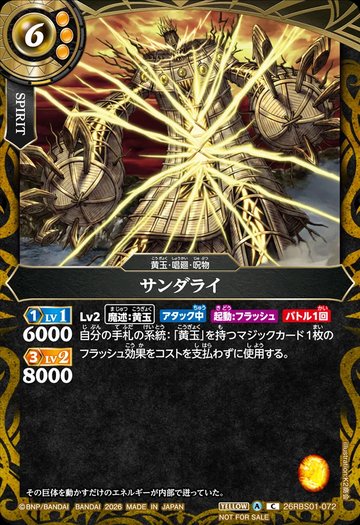 6
SPIRIT
黄玉・唱廻・呪物
サンダライ
1 LV1
6000
3 LV2
8000
Lv2 魔述:黄玉 アタック中 起動:フラッシュ バトル1回
自分の手札の系統:「黄玉」を持つマジックカード1枚の
フラッシュ効果をコストを支払わずに使用する。
その巨体を動かすだけのエネルギーが内部で迸っていた。
©BNP/BANDAI BANDAI 2026 MADE IN JAPAN
NOT FOR SALE
YELLOW A C 26RBS01-072